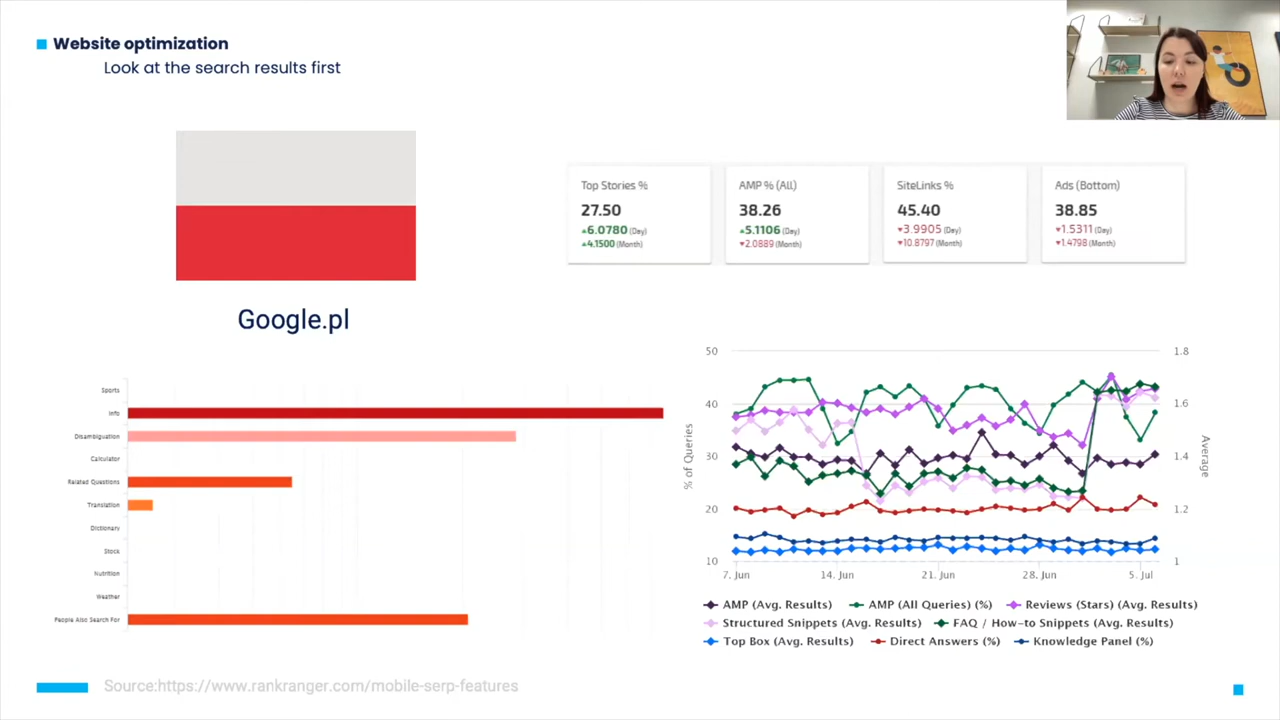 Website optimization
Look at the search results first
Top Stories %
27.50
▲6.0780 (Day)
▲4.1500 (Month)
AMP % (All)
38.26
▲5.1106 (Day)
▼2.0889 (Month)
SiteLinks %
45.40
▼3.9905 (Day)
▼10.8797 (Month)
Ads (Bottom)
38.85
▼1.5311 (Day)
▼1.4798 (Month)
Google.pl
Sports
Info
Disambiguation
Calculator
Related Questions
Translation
Dictionary
Stock
Nutrition
Weather
People Also Search For
% of Queries
50
40
30
20
10
1.8
1.6
1.4
1.2
1
Average
7. Jun 14. Jun 21. Jun 28. Jun 5. Jul
AMP (Avg. Results) AMP (All Queries) (%) Reviews (Stars) (Avg. Results)
Structured Snippets (Avg. Results) FAQ / How-to Snippets (Avg. Results)
Top Box (Avg. Results) Direct Answers (%) Knowledge Panel (%)
Source:https://www.rankranger.com/mobile-serp-features